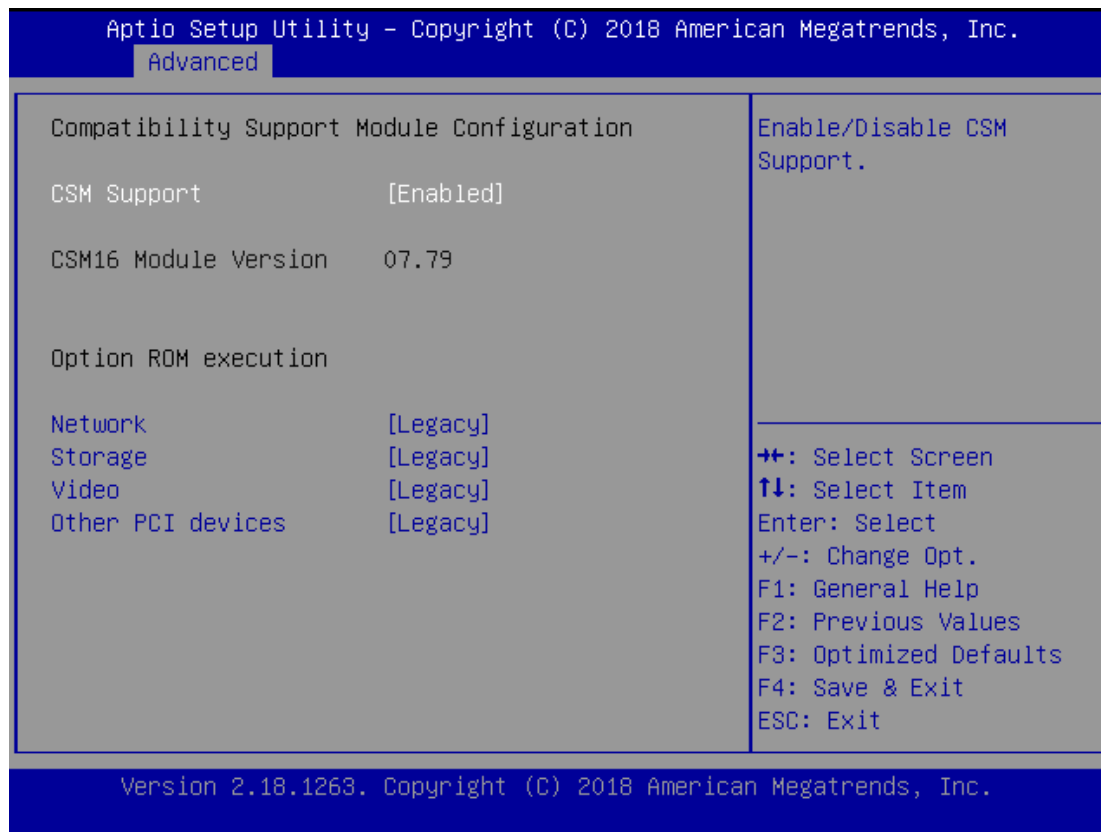 Aptio Setup Utility – Copyright (C) 2018 American Megatrends, Inc.
Advanced
Compatibility Support Module Configuration
CSM Support [Enabled]
CSM16 Module Version 07.79
Option ROM execution
Network [Legacy]
Storage [Legacy]
Video [Legacy]
Other PCI devices [Legacy]
Enable/Disable CSM
Support.
→←: Select Screen
↑↓: Select Item
Enter: Select
+/-: Change Opt.
F1: General Help
F2: Previous Values
F3: Optimized Defaults
F4: Save & Exit
ESC: Exit
Version 2.18.1263. Copyright (C) 2018 American Megatrends, Inc.